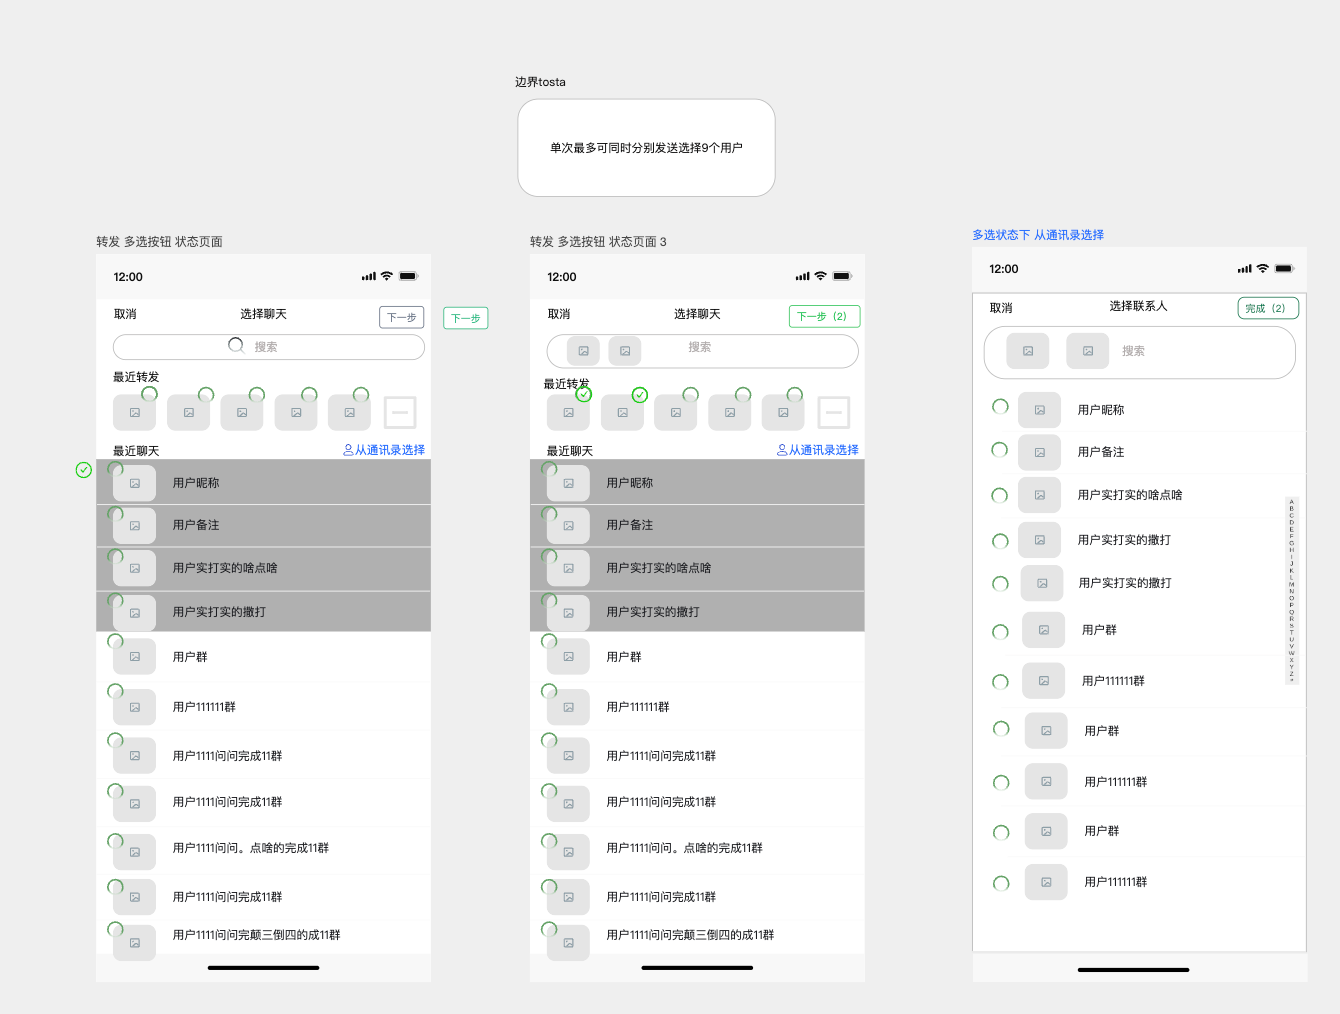 边界tosta
单次最多可同时分别发送选择9个用户
转发 多选按钮 状态页面
12:00
取消
选择聊天
下一步
下一步
搜索
最近转发
最近聊天
从通讯录选择
用户昵称
用户备注
用户实打实的啥点啥
用户实打实的撒打
用户群
用户111111群
用户1111问问完成11群
用户1111问问完成11群
用户1111问问。点啥的完成11群
用户1111问问完成11群
用户1111问问完颠三倒四的成11群
转发 多选按钮 状态页面 3
12:00
取消
选择聊天
下一步（2）
搜索
最近转发
最近聊天
从通讯录选择
用户昵称
用户备注
用户实打实的啥点啥
用户实打实的撒打
用户群
用户111111群
用户1111问问完成11群
用户1111问问完成11群
用户1111问问。点啥的完成11群
用户1111问问完成11群
用户1111问问完颠三倒四的成11群
多选状态下 从通讯录选择
12:00
取消
选择联系人
完成（2）
搜索
用户昵称
用户备注
用户实打实的啥点啥
用户实打实的撒打
用户实打实的撒打
用户群
用户111111群
用户群
用户111111群
用户群
用户111111群
A
B
C
D
E
F
G
H
I
J
K
L
M
N
O
P
Q
R
S
T
U
V
W
X
Y
Z